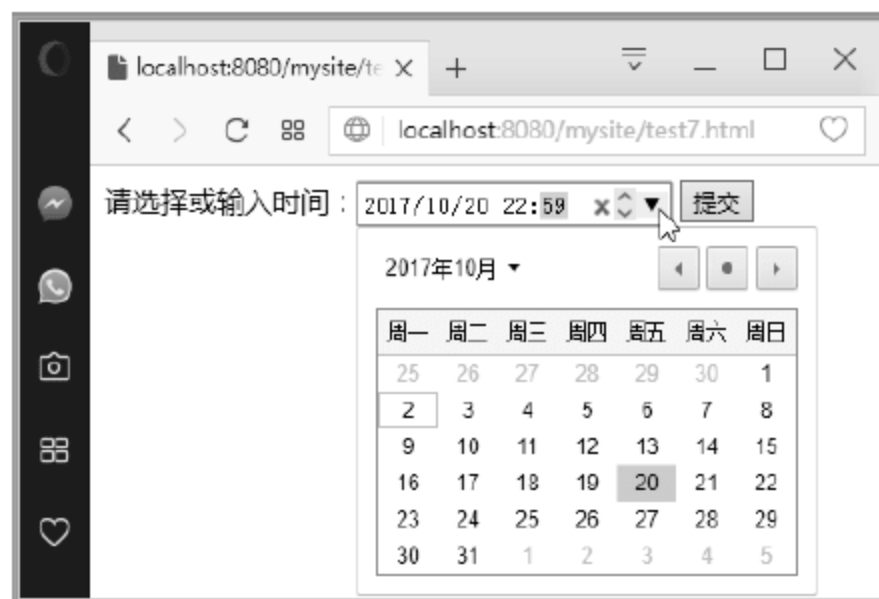 localhost:8080/mysite/te
localhost:8080/mysite/test7.html
请选择或输入时间：2017/10/20 22:59 提交
2017年10月
周一 周二 周三 周四 周五 周六 周日
25 26 27 28 29 30 1
2 3 4 5 6 7 8
9 10 11 12 13 14 15
16 17 18 19 20 21 22
23 24 25 26 27 28 29
30 31 1 2 3 4 5